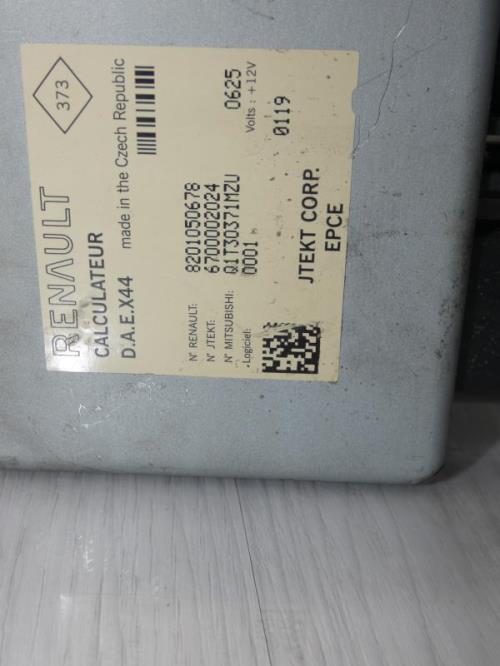 RENAULT
373
CALCULATEUR
D.A.E.X44 made in the Czech Republic
N° RENAULT: 8201050678
N° JTEKT: 6700002024 0625
N° MITSUBISHI: Q1T30371MZU Volts : +12V
Logiciel: 0001
0119
JTEKT CORP.
EPCE